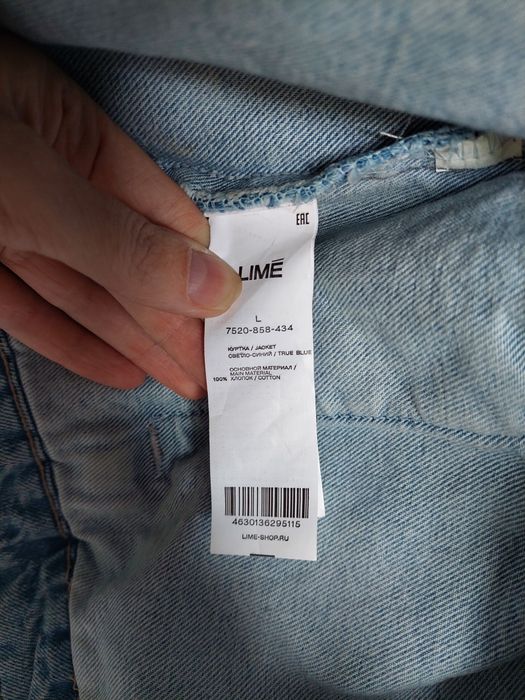 EAC
LIMÉ
L
7520-858-434
КУРТКА / JACKET
СВЕТЛО-СИНИЙ / TRUE BLUE
ОСНОВНОЙ МАТЕРИАЛ /
MAIN MATERIAL
100% ХЛОПОК / COTTON
4630136295115
LIME-SHOP.RU